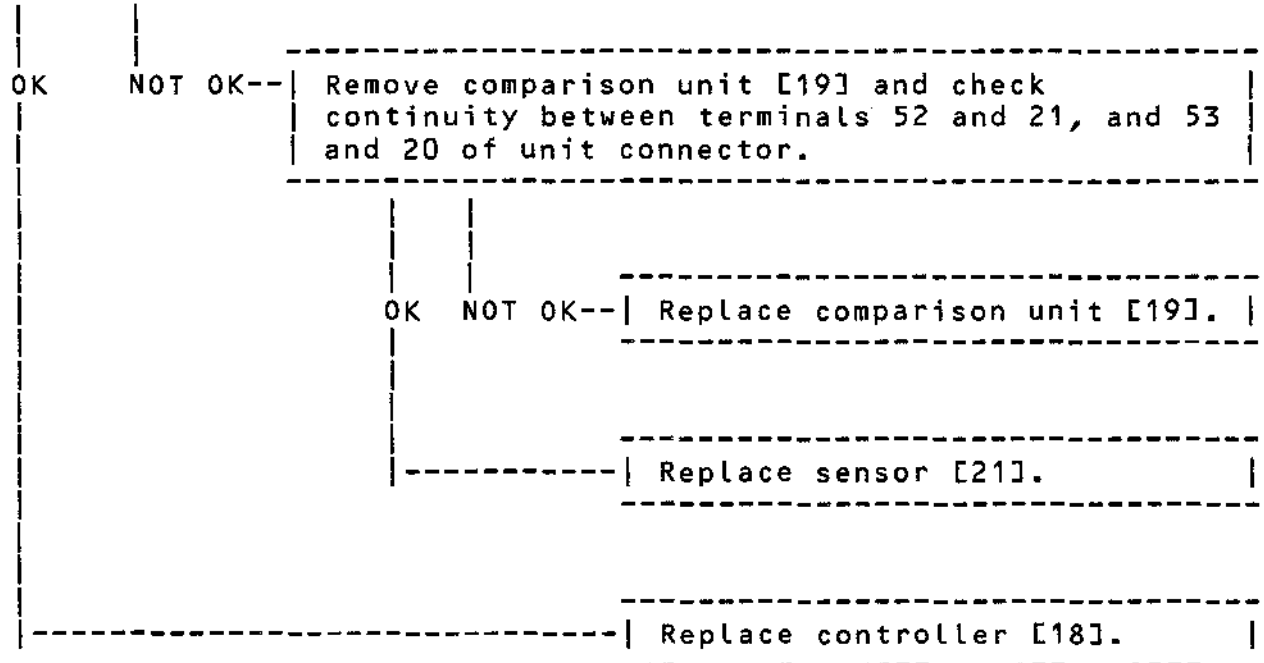 OK NOT OK--| Remove comparison unit [19] and check
continuity between terminals 52 and 21, and 53
and 20 of unit connector.
OK NOT OK--| Replace comparison unit [19].
Replace sensor [21].
Replace controller [18].